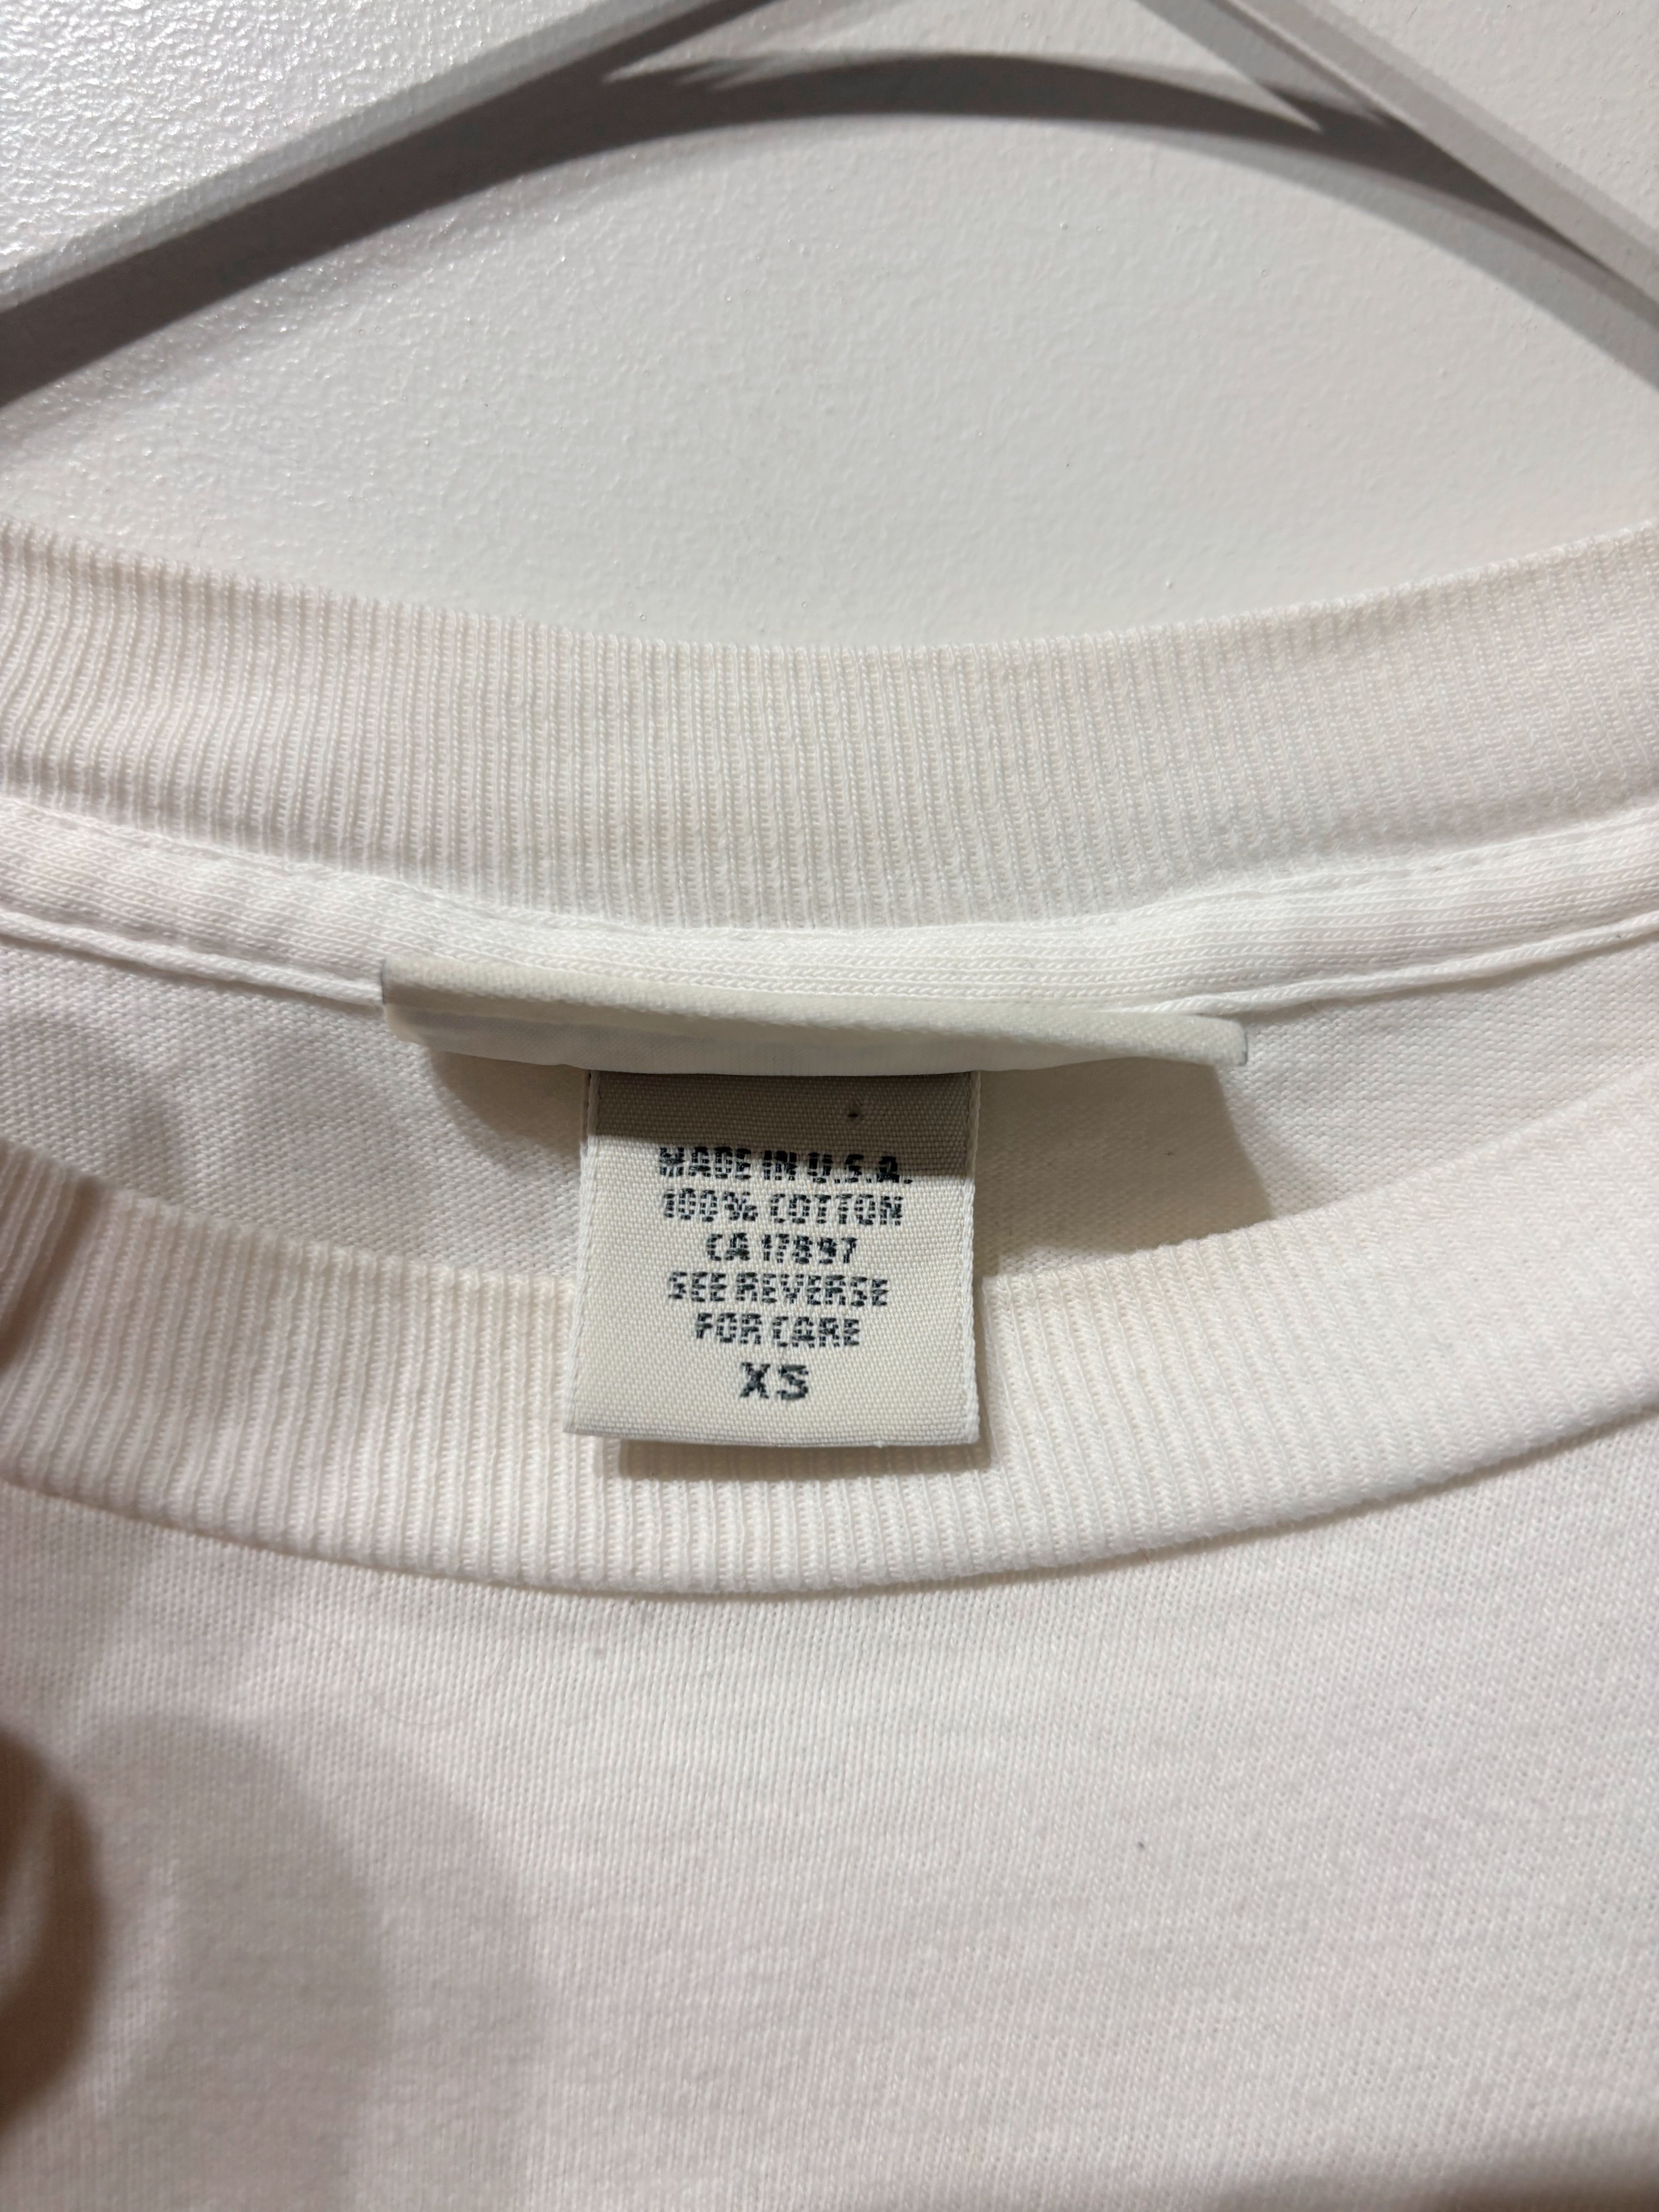 MADE IN U.S.A.
100% COTTON
CA 17897
SEE REVERSE
FOR CARE
XS